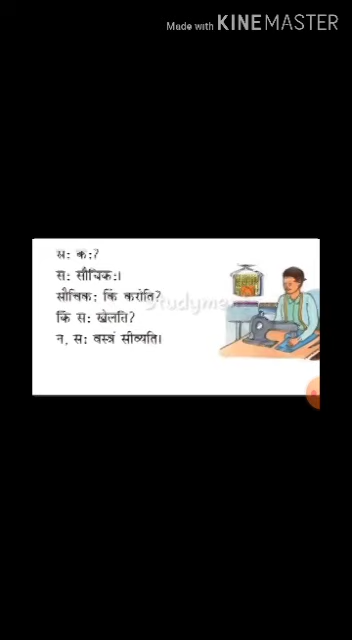 Made with KINEMASTER
सः कः?
सः सौचिकः।
सौचिकः किं करोति?
किं सः खेलति?
न, सः वस्त्रं सीव्यति।